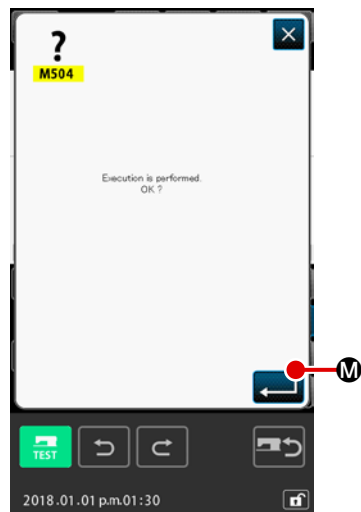 ?
M504
Execution is performed.
OK ?
M
TEST
2018.01.01 p.m.01:30